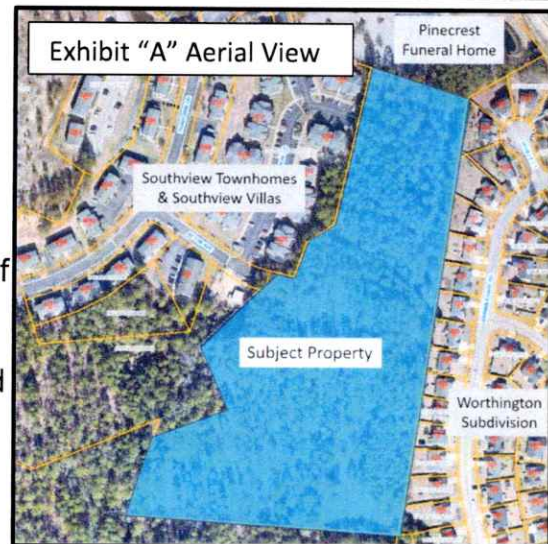 Exhibit "A" Aerial View
Pinecrest
Funeral Home
Southview Townhomes
& Southview Villas
f
Subject Property
d
Worthington
Subdivision